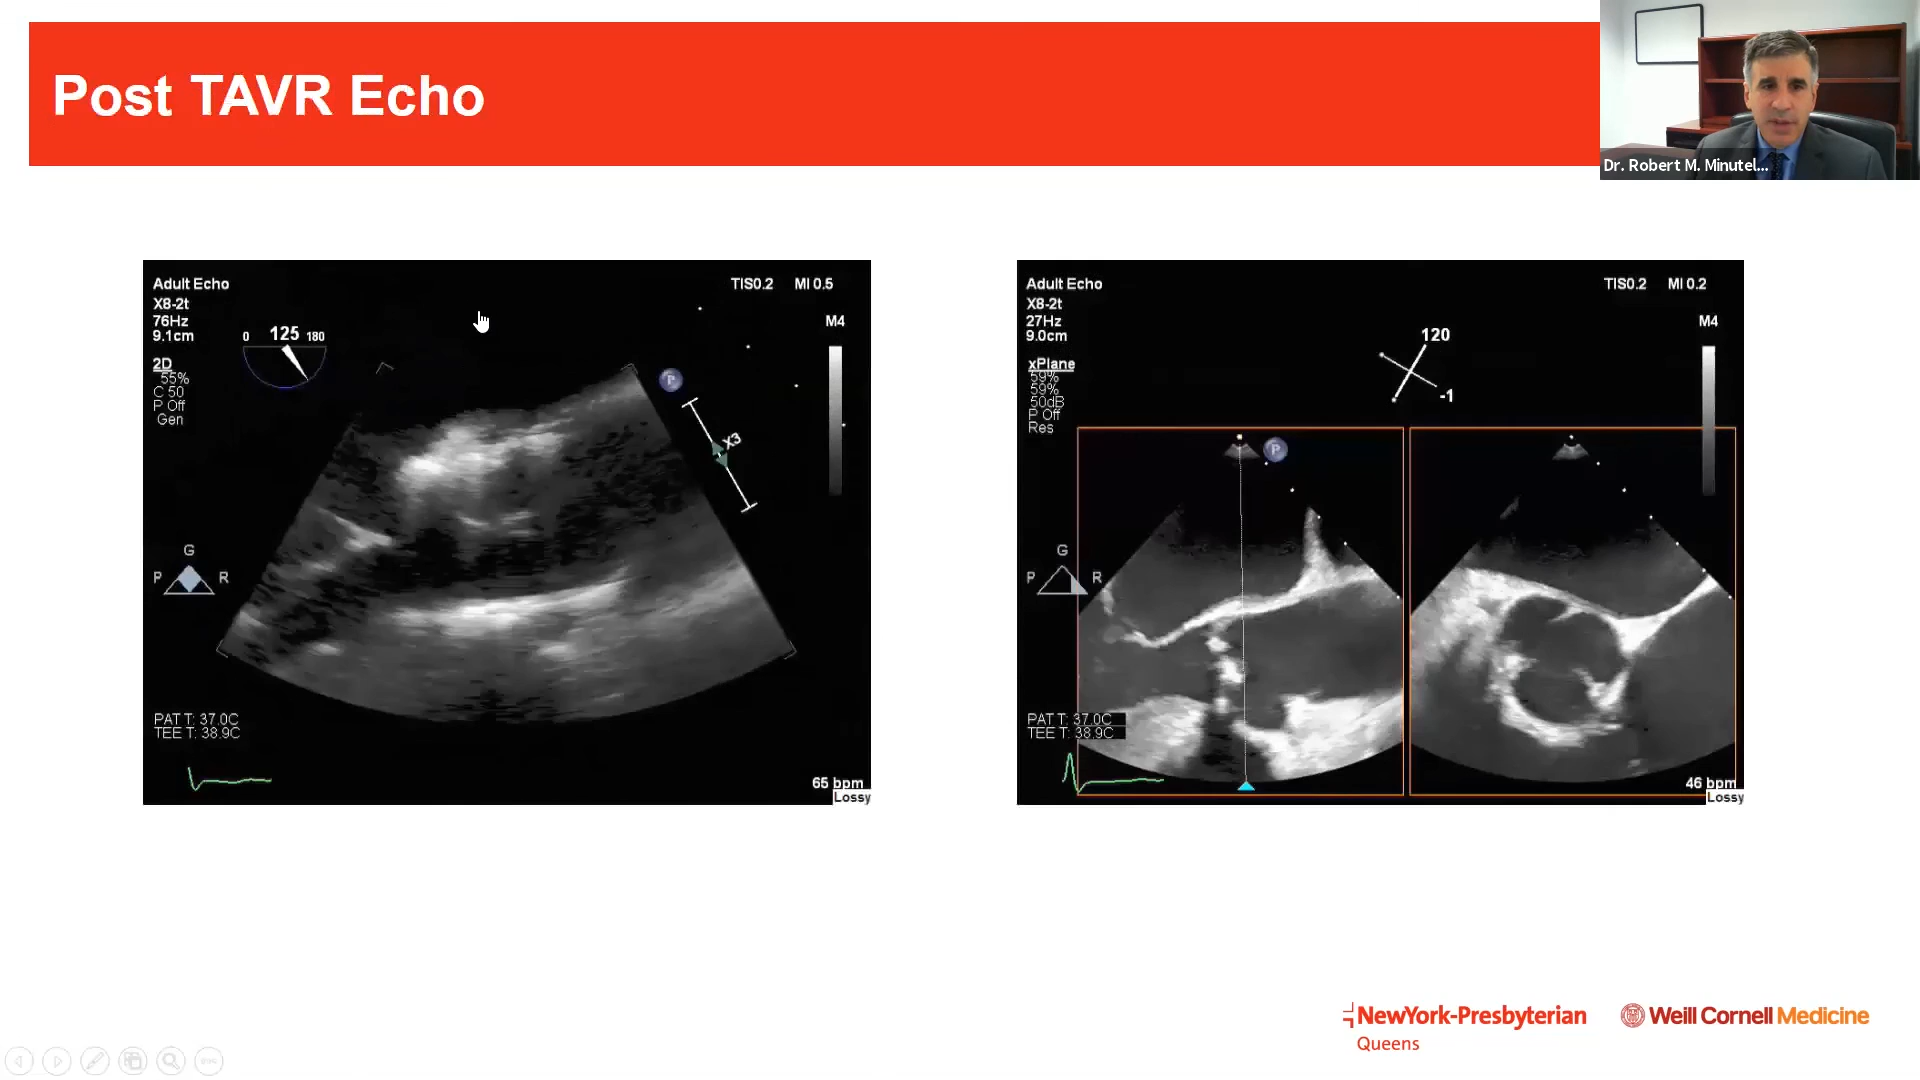 Post TAVR Echo
Dr. Robert M. Minutel...
Adult Echo
X8-2t
76Hz
9.1cm
2D
55%
C 50
P Off
Gen
0 125 180
TIS0.2 MI 0.5
M4
P
X3
G
P R
PAT T: 37.0C
TEE T: 38.9C
65 bpm
Lossy
Adult Echo
X8-2t
27Hz
9.0cm
xPlane
59%
59%
50dB
P Off
Res
120
-1
TIS0.2 MI 0.2
M4
P
G
P R
PAT T: 37.0C
TEE T: 38.9C
46 bpm
Lossy
NewYork-Presbyterian
Queens
Weill Cornell Medicine